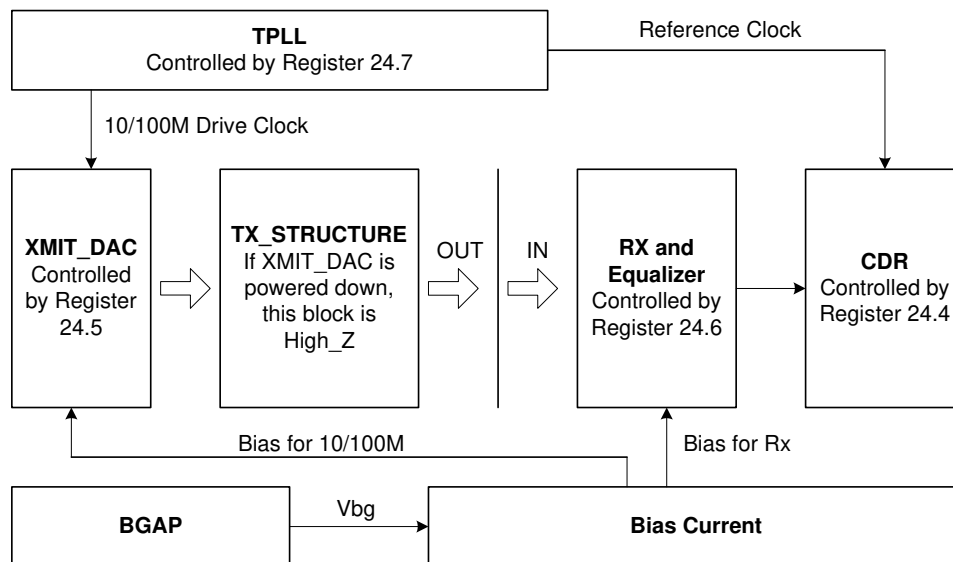 TPLL
Controlled by Register 24.7
Reference Clock
10/100M Drive Clock
XMIT_DAC
Controlled
by Register
24.5
TX_STRUCTURE
If XMIT_DAC is
powered down,
this block is
High_Z
OUT
IN
RX and
Equalizer
Controlled by
Register 24.6
CDR
Controlled by
Register 24.4
Bias for 10/100M
Bias for Rx
BGAP
Vbg
Bias Current